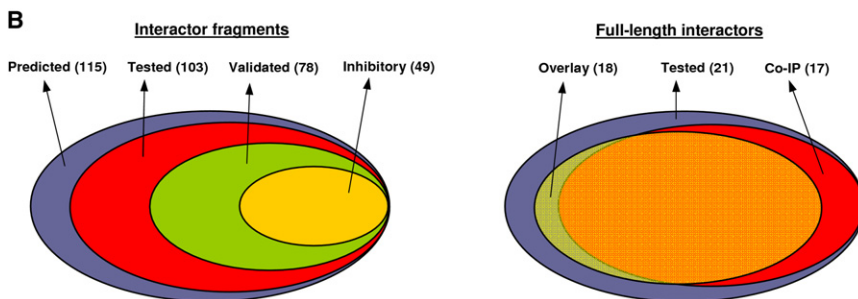 B
Interactor fragments
Predicted (115) Tested (103) Validated (78) Inhibitory (49)
Full-length interactors
Overlay (18) Tested (21) Co-IP (17)